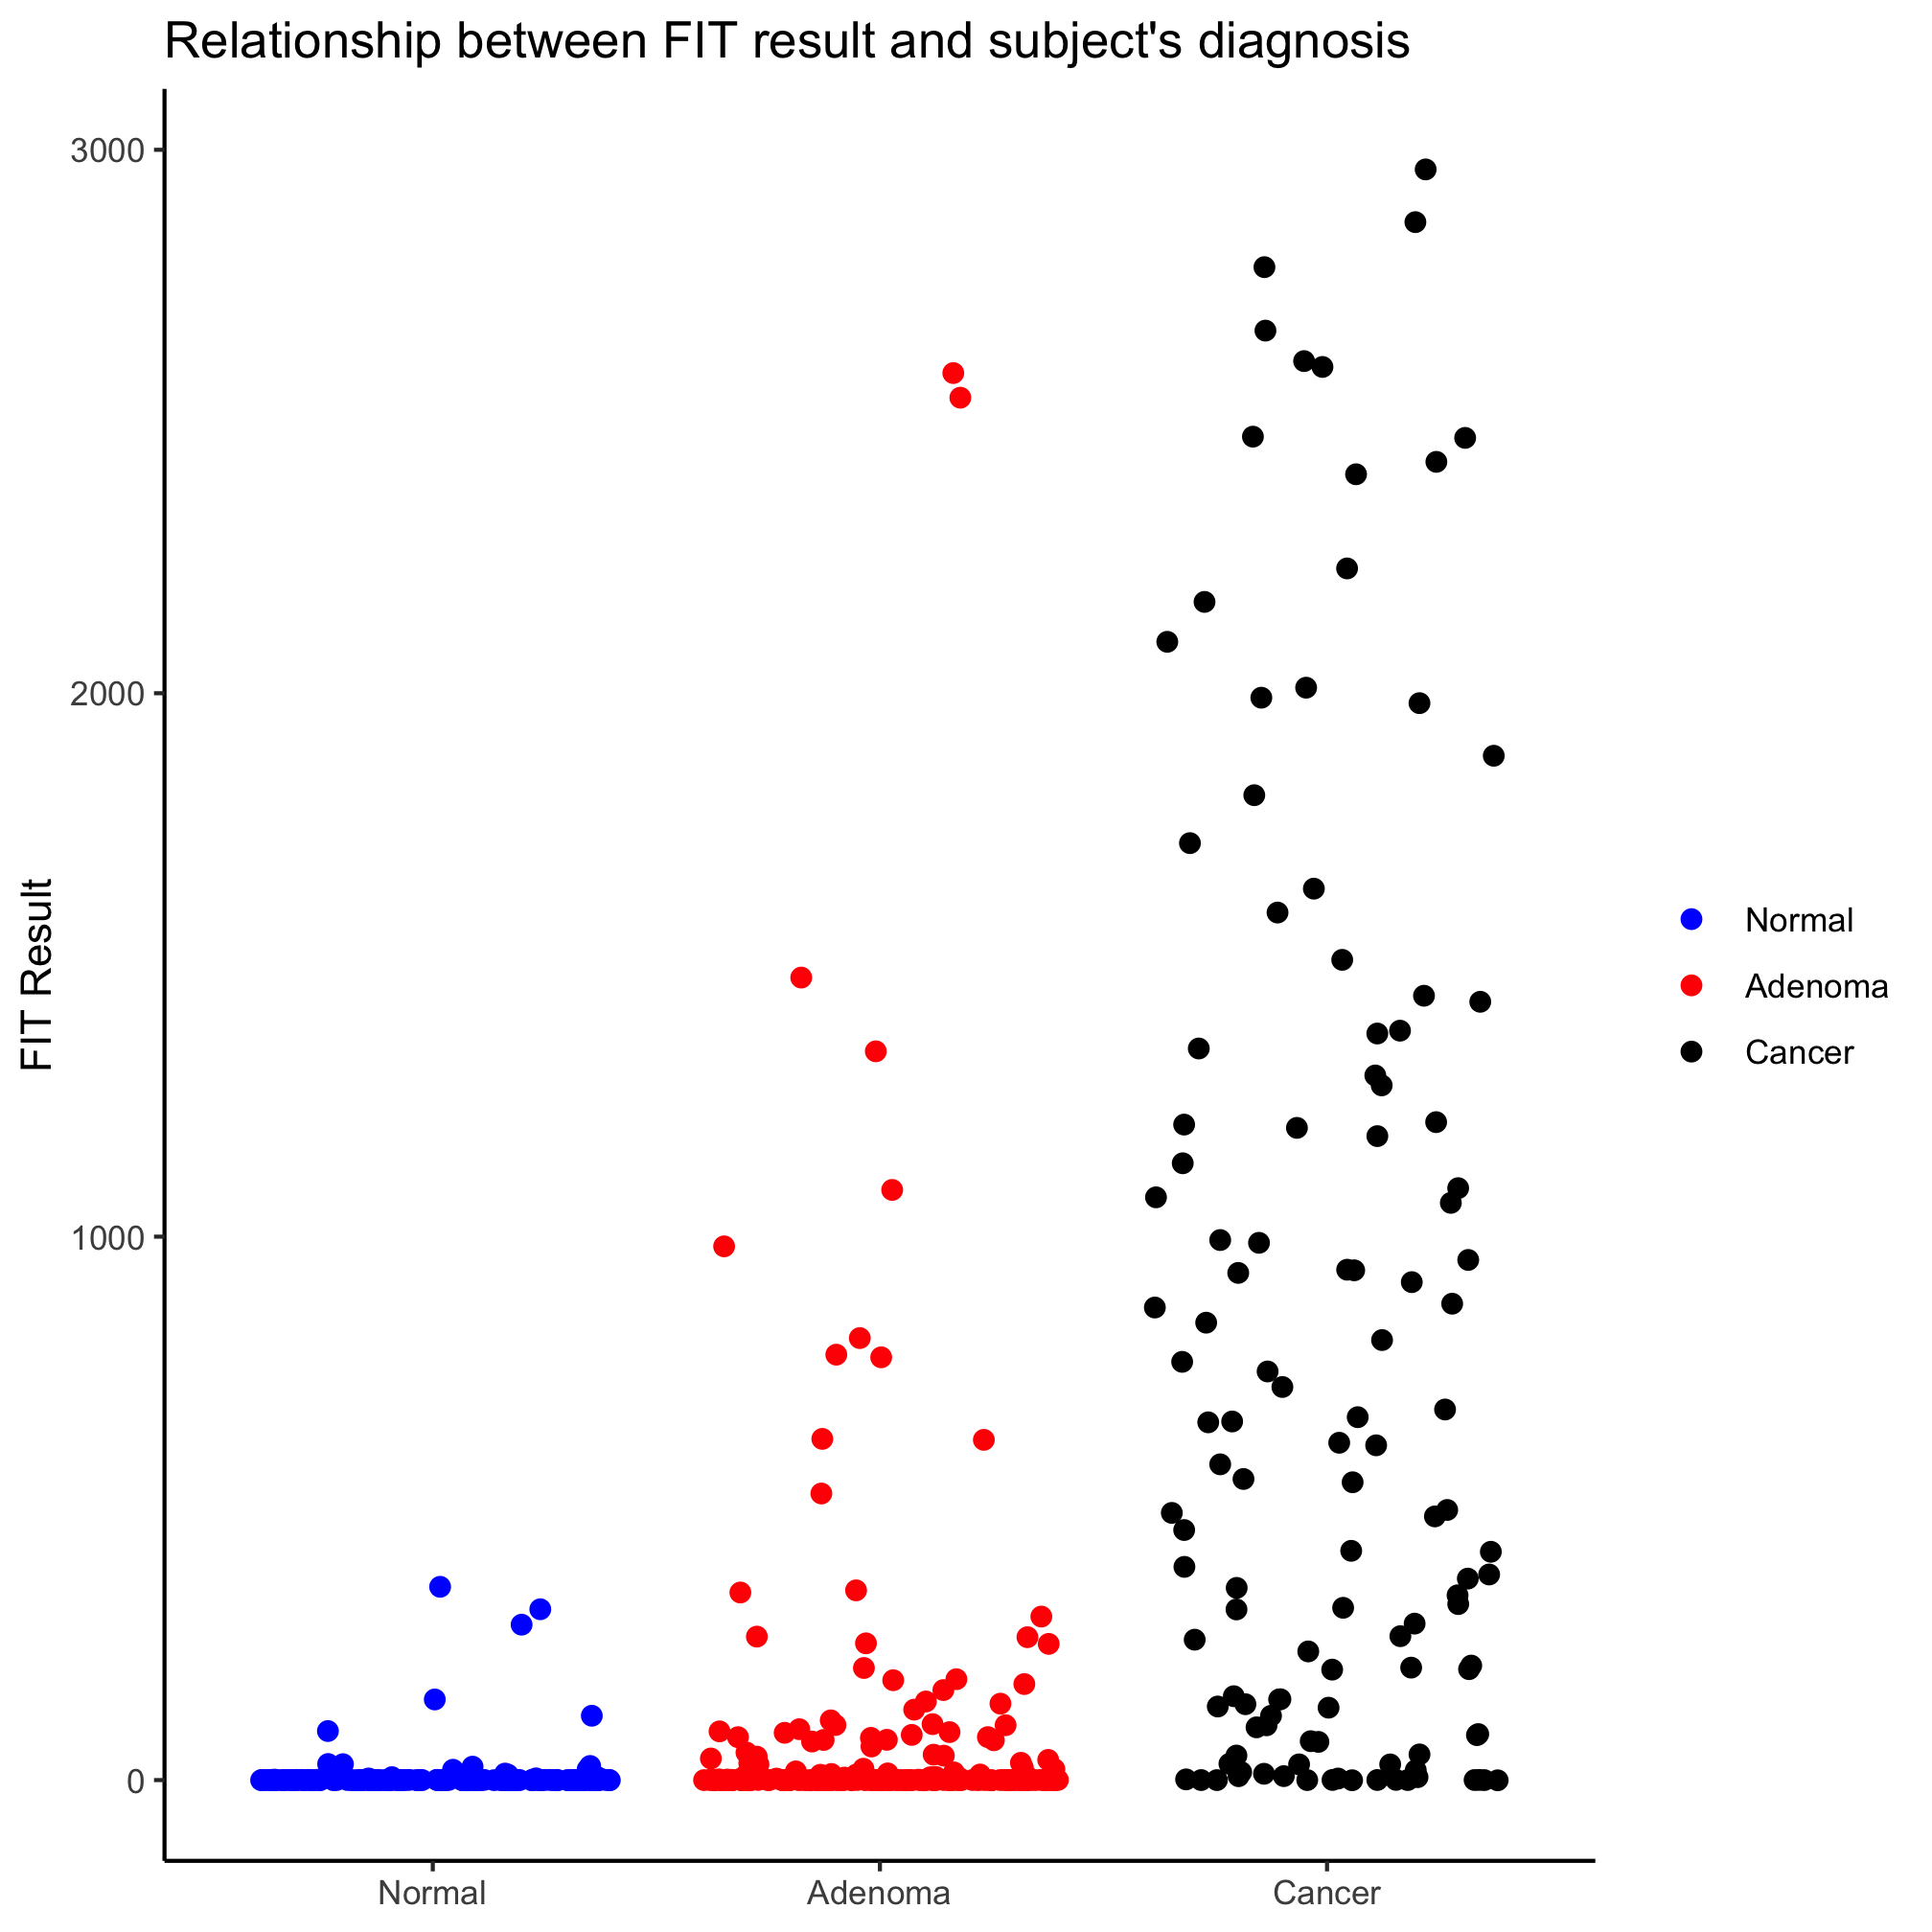 Relationship between FIT result and subject's diagnosis
3000
2000
1000
0
FIT Result
Normal
Adenoma
Cancer
Normal
Adenoma
Cancer